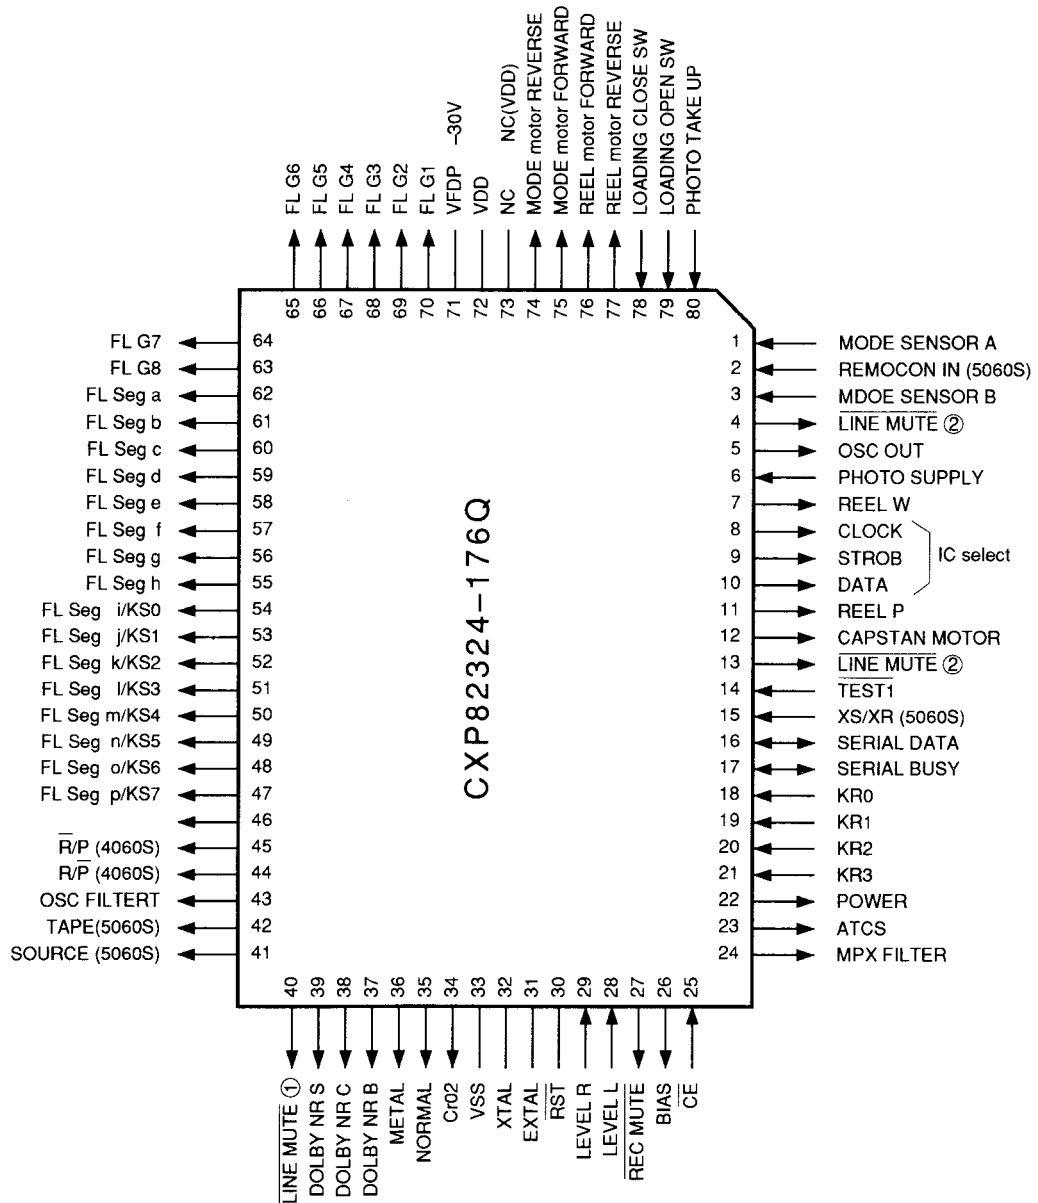 FL G6
FL G5
FL G4
FL G3
FL G2
FL G1
VFDP –30V
VDD
NC NC(VDD)
MODE motor REVERSE
MODE motor FORWARD
REEL motor FORWARD
REEL motor REVERSE
LOADING CLOSE SW
LOADING OPEN SW
PHOTO TAKE UP
65 66 67 68 69 70 71 72 73 74 75 76 77 78 79 80
FL G7 64
FL G8 63
FL Seg a 62
FL Seg b 61
FL Seg c 60
FL Seg d 59
FL Seg e 58
FL Seg f 57
FL Seg g 56
FL Seg h 55
FL Seg i/KS0 54
FL Seg j/KS1 53
FL Seg k/KS2 52
FL Seg l/KS3 51
FL Seg m/KS4 50
FL Seg n/KS5 49
FL Seg o/KS6 48
FL Seg p/KS7 47
46
R̅/P (4060S) 45
R/P̅ (4060S) 44
OSC FILTERT 43
TAPE(5060S) 42
SOURCE (5060S) 41
CXP82324–176Q
1 MODE SENSOR A
2 REMOCON IN (5060S)
3 MDOE SENSOR B
4 LINE MUTE ②
5 OSC OUT
6 PHOTO SUPPLY
7 REEL W
8 CLOCK
9 STROB
10 DATA
IC select
11 REEL P
12 CAPSTAN MOTOR
13 LINE MUTE ②
14 TEST1
15 XS/XR (5060S)
16 SERIAL DATA
17 SERIAL BUSY
18 KR0
19 KR1
20 KR2
21 KR3
22 POWER
23 ATCS
24 MPX FILTER
40 39 38 37 36 35 34 33 32 31 30 29 28 27 26 25
LINE MUTE ①
DOLBY NR S
DOLBY NR C
DOLBY NR B
METAL
NORMAL
Cr02
VSS
XTAL
EXTAL
RST
LEVEL R
LEVEL L
REC MUTE
BIAS
CE